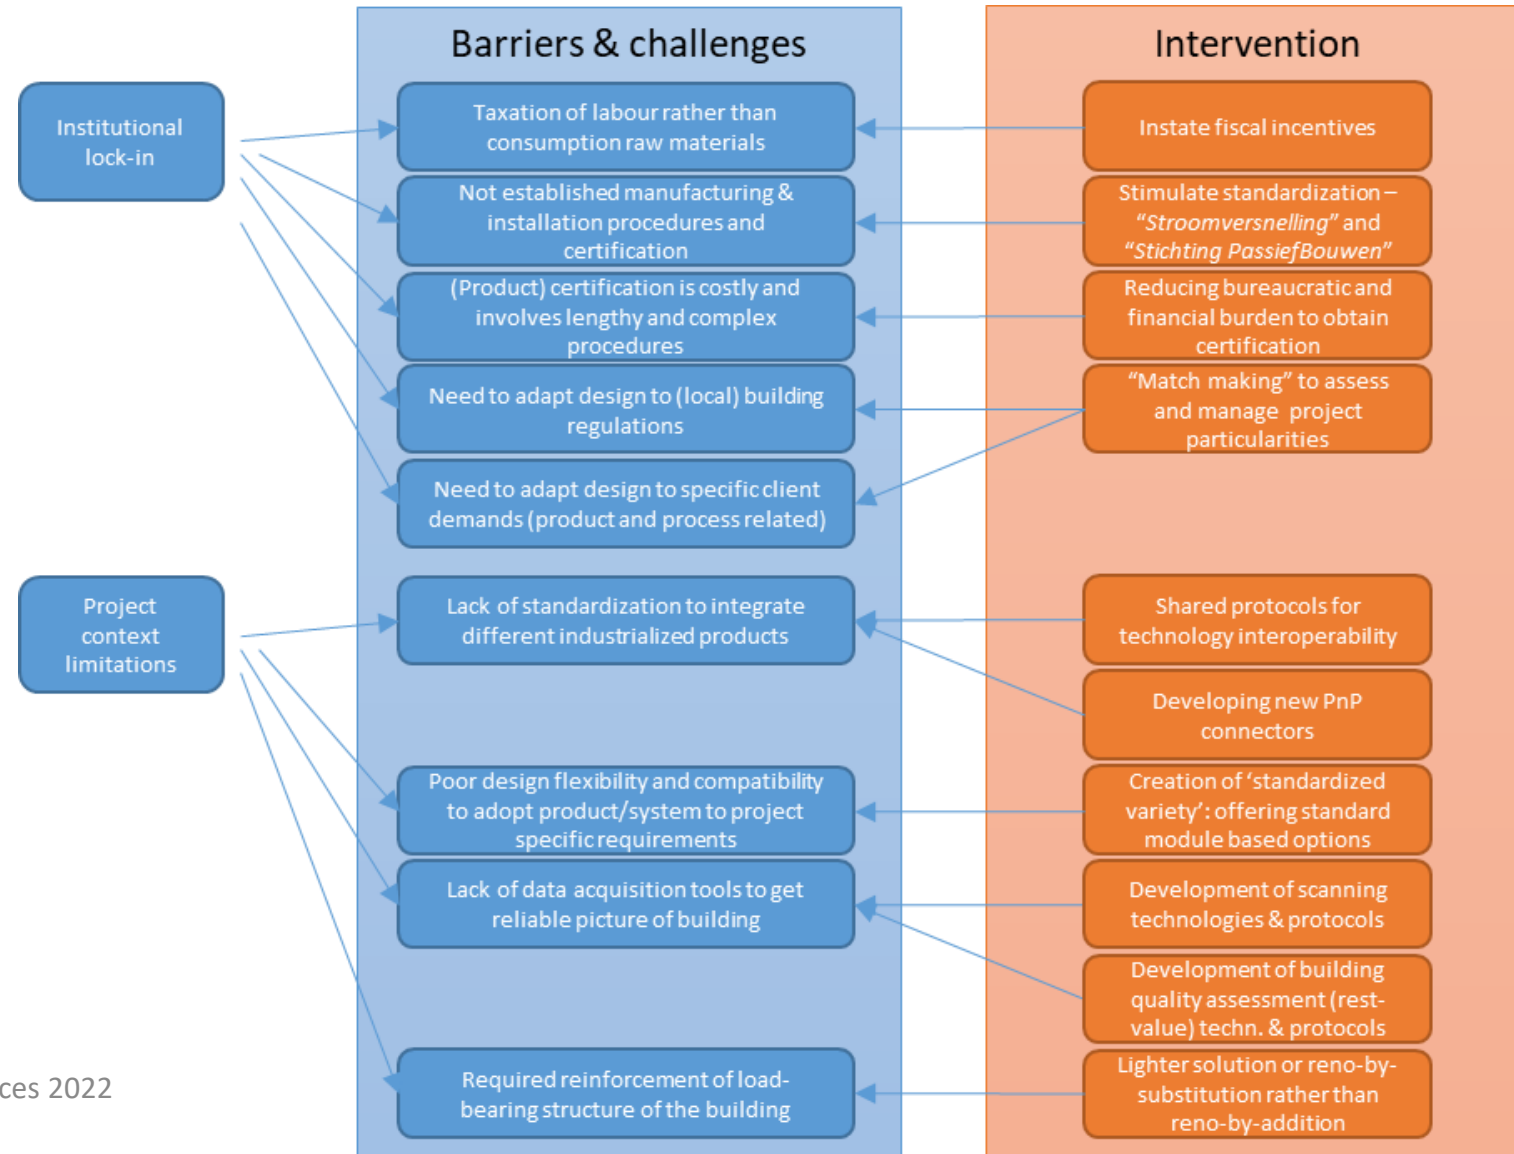 Barriers & challenges
Intervention
Institutional
lock-in
Taxation of labour rather than
consumption raw materials
Instate fiscal incentives
Not established manufacturing &
installation procedures and
certification
Stimulate standardization –
“Stroomversnelling” and
“Stichting PassiefBouwen”
(Product) certification is costly and
involves lengthy and complex
procedures
Reducing bureaucratic and
financial burden to obtain
certification
Need to adapt design to (local) building
regulations
“Match making” to assess
and manage project
particularities
Need to adapt design to specific client
demands (product and process related)
Project
context
limitations
Lack of standardization to integrate
different industrialized products
Shared protocols for
technology interoperability
Developing new PnP
connectors
Poor design flexibility and compatibility
to adopt product/system to project
specific requirements
Creation of ‘standardized
variety’: offering standard
module based options
Lack of data acquisition tools to get
reliable picture of building
Development of scanning
technologies & protocols
Development of building
quality assessment (rest-
value) techn. & protocols
Required reinforcement of load-
bearing structure of the building
Lighter solution or reno-by-
substitution rather than
reno-by-addition
ces 2022